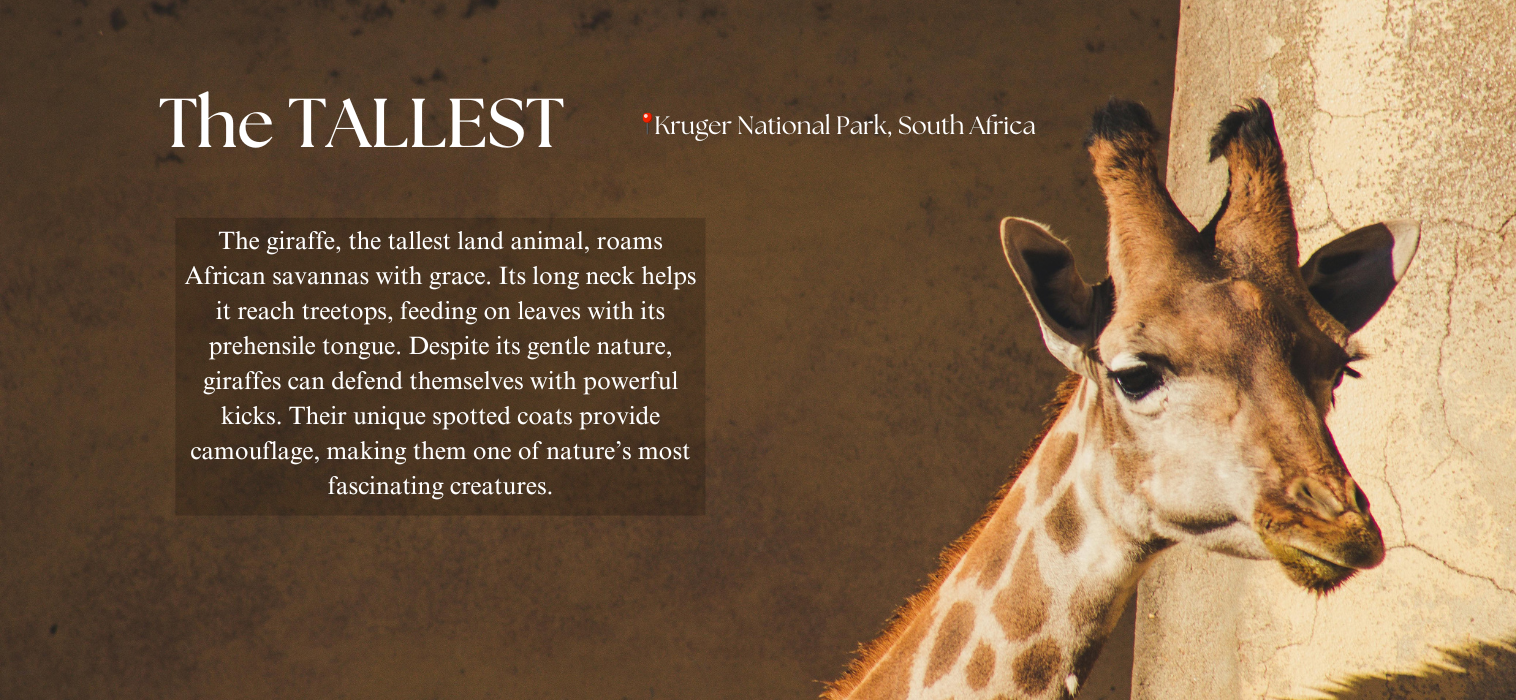 The TALLEST
📍Kruger National Park, South Africa
The giraffe, the tallest land animal, roams
African savannas with grace. Its long neck helps
it reach treetops, feeding on leaves with its
prehensile tongue. Despite its gentle nature,
giraffes can defend themselves with powerful
kicks. Their unique spotted coats provide
camouflage, making them one of nature’s most
fascinating creatures.